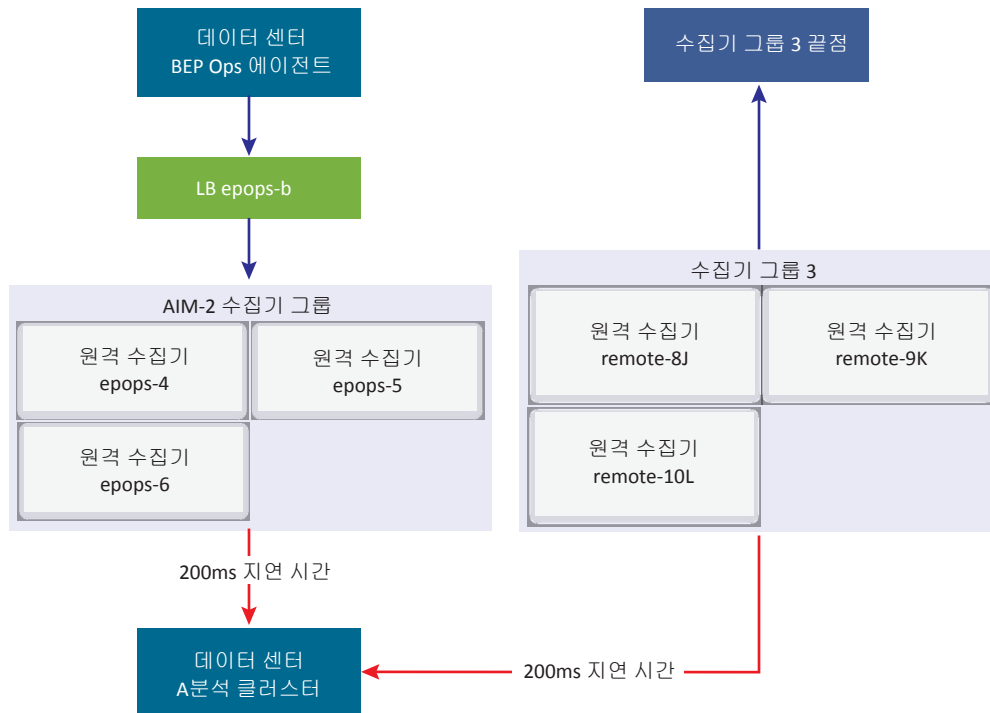 데이터 센터
BEP Ops 에이전트
LB epops-b
AIM-2 수집기 그룹
원격 수집기
epops-4
원격 수집기
epops-5
원격 수집기
epops-6
200ms 지연 시간
데이터 센터
A분석 클러스터
수집기 그룹 3 끝점
수집기 그룹 3
원격 수집기
remote-8J
원격 수집기
remote-9K
원격 수집기
remote-10L
200ms 지연 시간